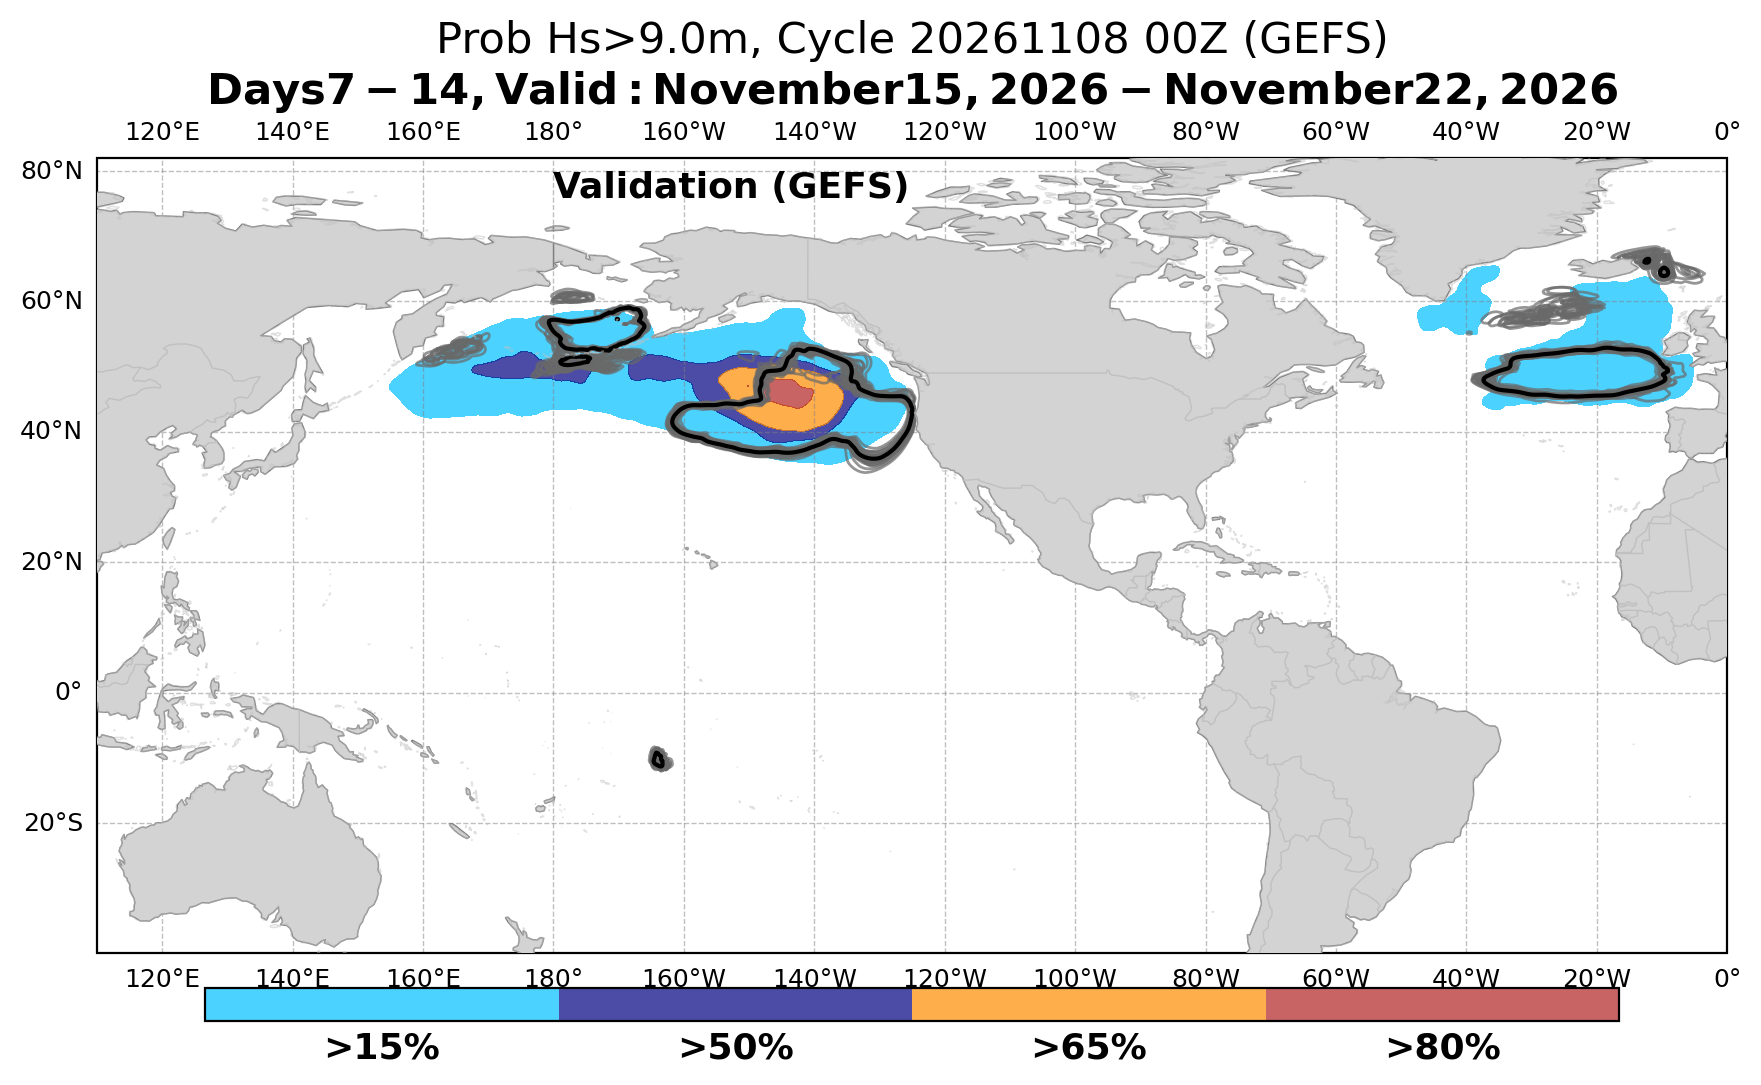 Prob Hs>9.0m, Cycle 20261108 00Z (GEFS)
Days7 − 14, Valid : November15, 2026 − November22, 2026
120°E 140°E 160°E 180° 160°W 140°W 120°W 100°W 80°W 60°W 40°W 20°W 0°
80°N
Validation (GEFS)
60°N
40°N
20°N
0°
20°S
120°E 140°E 160°E 180° 160°W 140°W 120°W 100°W 80°W 60°W 40°W 20°W 0°
>15% >50% >65% >80%